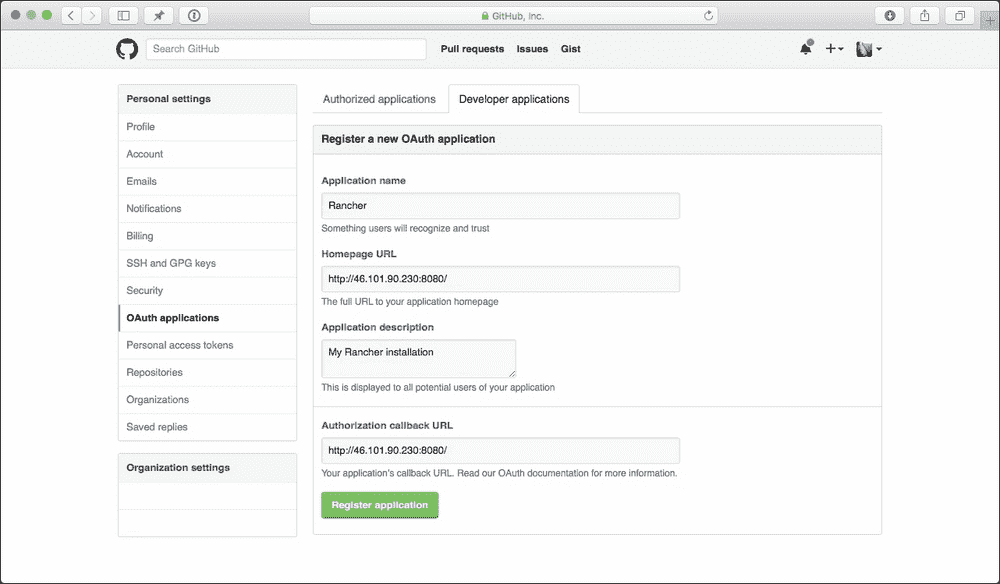 GitHub, Inc.
Search GitHub
Pull requests Issues Gist
Personal settings
Profile
Account
Emails
Notifications
Billing
SSH and GPG keys
Security
OAuth applications
Personal access tokens
Repositories
Organizations
Saved replies
Organization settings
Authorized applications Developer applications
Register a new OAuth application
Application name
Rancher
Something users will recognize and trust
Homepage URL
http://46.101.90.230:8080/
The full URL to your application homepage
Application description
My Rancher installation
This is displayed to all potential users of your application
Authorization callback URL
http://46.101.90.230:8080/
Your application's callback URL. Read our OAuth documentation for more information.
Register application